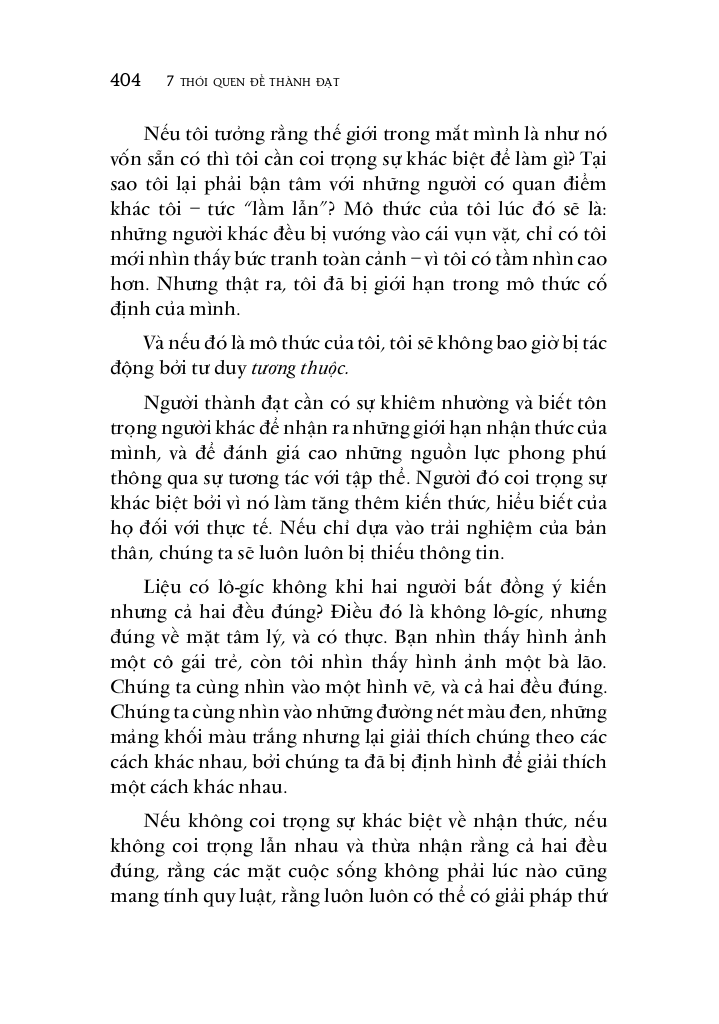 404 7 THÓI QUEN ĐỂ THÀNH ĐẠT
Nếu tôi tưởng rằng thế giới trong mắt mình là như nó
vốn sẵn có thì tôi cần coi trọng sự khác biệt để làm gì? Tại
sao tôi lại phải bận tâm với những người có quan điểm
khác tôi – tức “lầm lẫn”? Mô thức của tôi lúc đó sẽ là:
những người khác đều bị vướng vào cái vụn vặt, chỉ có tôi
mới nhìn thấy bức tranh toàn cảnh – vì tôi có tầm nhìn cao
hơn. Nhưng thật ra, tôi đã bị giới hạn trong mô thức cố
định của mình.
Và nếu đó là mô thức của tôi, tôi sẽ không bao giờ bị tác
động bởi tư duy tương thuộc.
Người thành đạt cần có sự khiêm nhường và biết tôn
trọng người khác để nhận ra những giới hạn nhận thức của
mình, và để đánh giá cao những nguồn lực phong phú
thông qua sự tương tác với tập thể. Người đó coi trọng sự
khác biệt bởi vì nó làm tăng thêm kiến thức, hiểu biết của
họ đối với thực tế. Nếu chỉ dựa vào trải nghiệm của bản
thân, chúng ta sẽ luôn luôn bị thiếu thông tin.
Liệu có lô-gíc không khi hai người bất đồng ý kiến
nhưng cả hai đều đúng? Điều đó là không lô-gíc, nhưng
đúng về mặt tâm lý, và có thực. Bạn nhìn thấy hình ảnh
một cô gái trẻ, còn tôi nhìn thấy hình ảnh một bà lão.
Chúng ta cùng nhìn vào một hình vẽ, và cả hai đều đúng.
Chúng ta cùng nhìn vào những đường nét màu đen, những
mảng khối màu trắng nhưng lại giải thích chúng theo các
cách khác nhau, bởi chúng ta đã bị định hình để giải thích
một cách khác nhau.
Nếu không coi trọng sự khác biệt về nhận thức, nếu
không coi trọng lẫn nhau và thừa nhận rằng cả hai đều
đúng, rằng các mặt cuộc sống không phải lúc nào cũng
mang tính quy luật, rằng luôn luôn có thể có giải pháp thứ